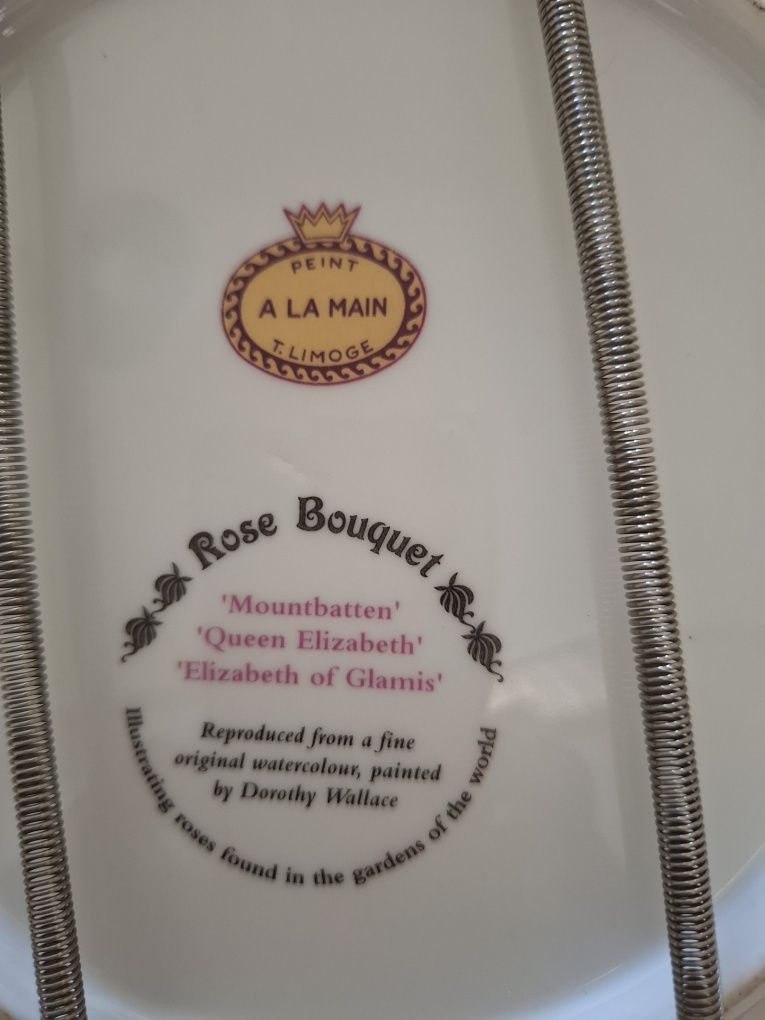 PEINT
A LA MAIN
T. LIMOGE
Rose Bouquet
'Mountbatten'
'Queen Elizabeth'
'Elizabeth of Glamis'
Reproduced from a fine
original watercolour, painted
by Dorothy Wallace
Illustrating roses found in the gardens of the world